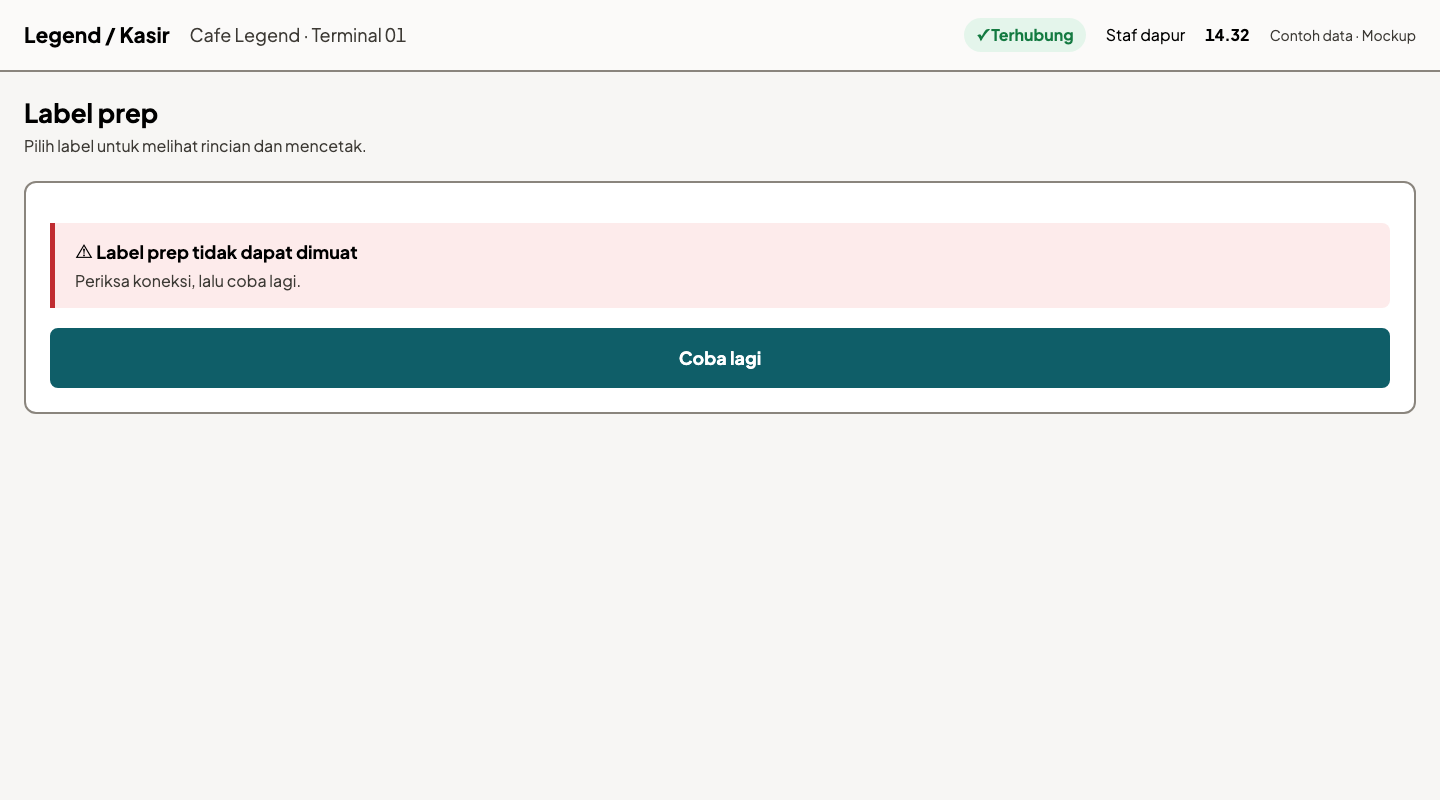 Legend / Kasir Cafe Legend · Terminal 01 ✓Terhubung Staf dapur 14.32 Contoh data · Mockup
Label prep
Pilih label untuk melihat rincian dan mencetak.
⚠ Label prep tidak dapat dimuat
Periksa koneksi, lalu coba lagi.
Coba lagi